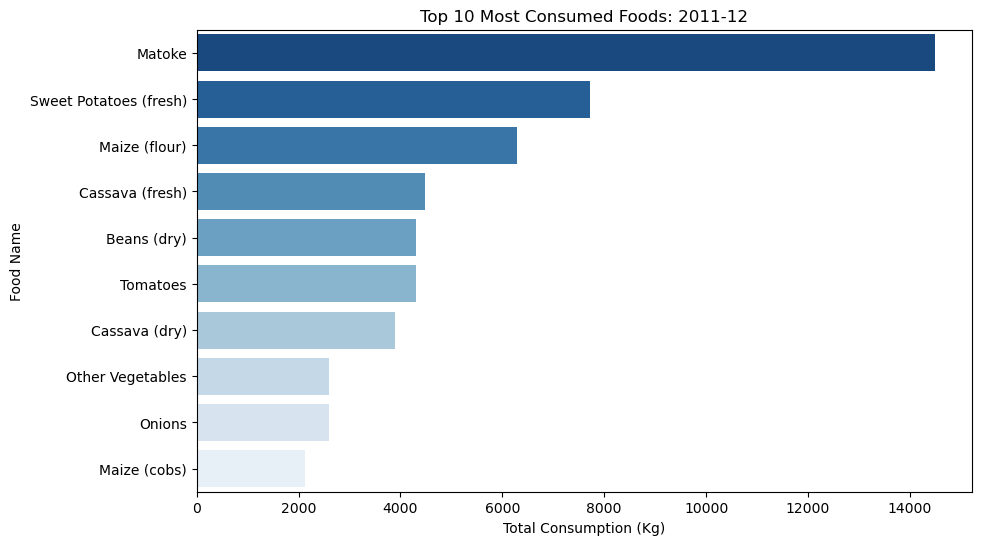 Top 10 Most Consumed Foods: 2011-12
Matoke
Sweet Potatoes (fresh)
Maize (flour)
Cassava (fresh)
Beans (dry)
Tomatoes
Cassava (dry)
Other Vegetables
Onions
Maize (cobs)
Food Name
0 2000 4000 6000 8000 10000 12000 14000
Total Consumption (Kg)